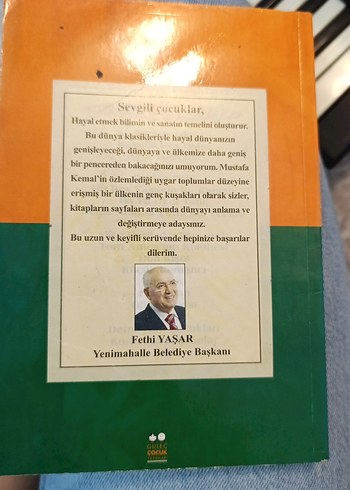 Sevgili çocuklar,
Hayal etmek bilimin ve sanatın temelini oluşturur.
Bu dünya klasikleriyle hayal dünyanızın
genişleyeceği, dünyaya ve ülkemize daha geniş
bir pencereden bakacağınızı umuyorum. Mustafa
Kemal'in özlemlediği uygar toplumlar düzeyine
erişmiş bir ülkenin genç kuşakları olarak sizler,
kitapların sayfaları arasında dünyayı anlama ve
değiştirmeye adaysınız.
Bu uzun ve keyifli serüvende hepinize başarılar
dilerim.
Fethi YAŞAR
Yenimahalle Belediye Başkanı
ÇOCUK